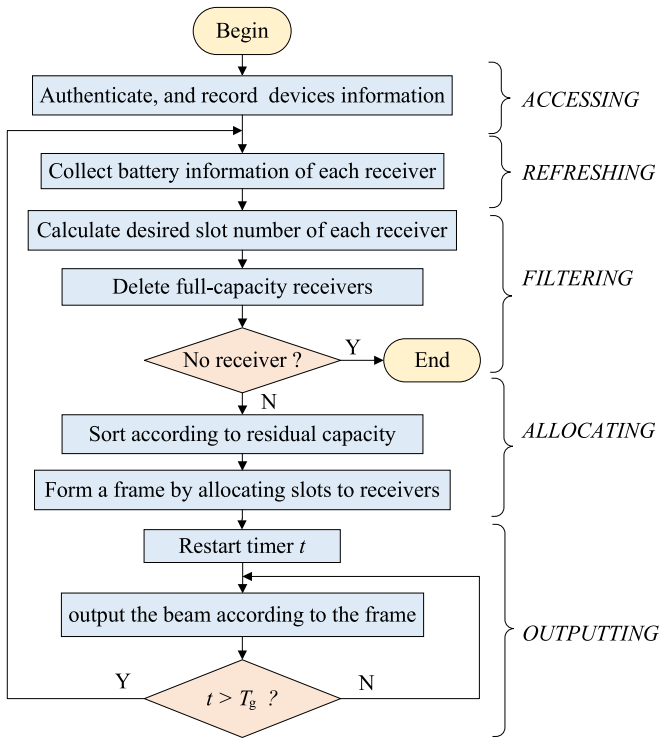 Begin
Authenticate, and record devices information
ACCESSING
Collect battery information of each receiver
REFRESHING
Calculate desired slot number of each receiver
FILTERING
Delete full-capacity receivers
No receiver ?
Y
End
N
Sort according to residual capacity
ALLOCATING
Form a frame by allocating slots to receivers
Restart timer t
output the beam according to the frame
OUTPUTTING
Y
t > Tg ?
N